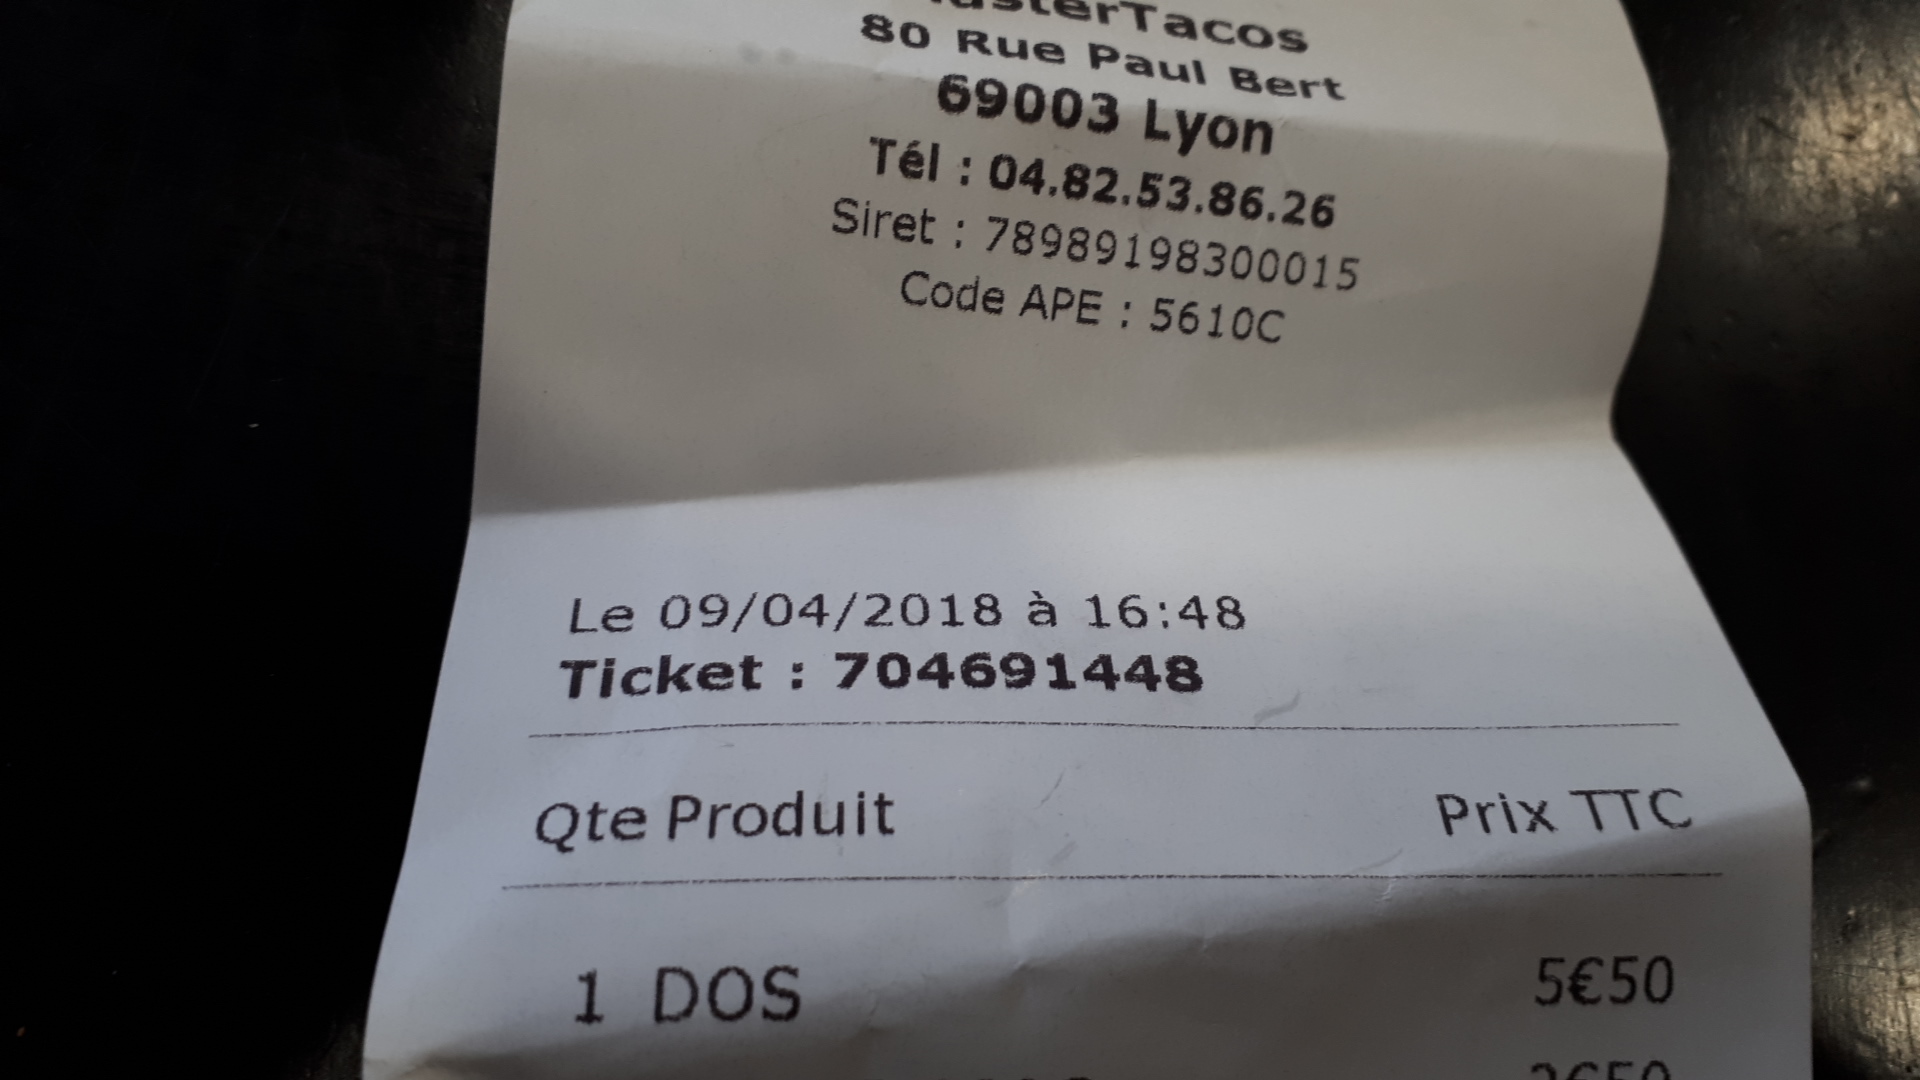 80 Rue Paul Bert
69003 Lyon
Tél : 04.82.53.86.26
Siret : 78989198300015
Code APE : 5610C
Le 09/04/2018 à 16:48
Ticket : 704691448
Qte Produit Prix TTC
1 DOS 5€50